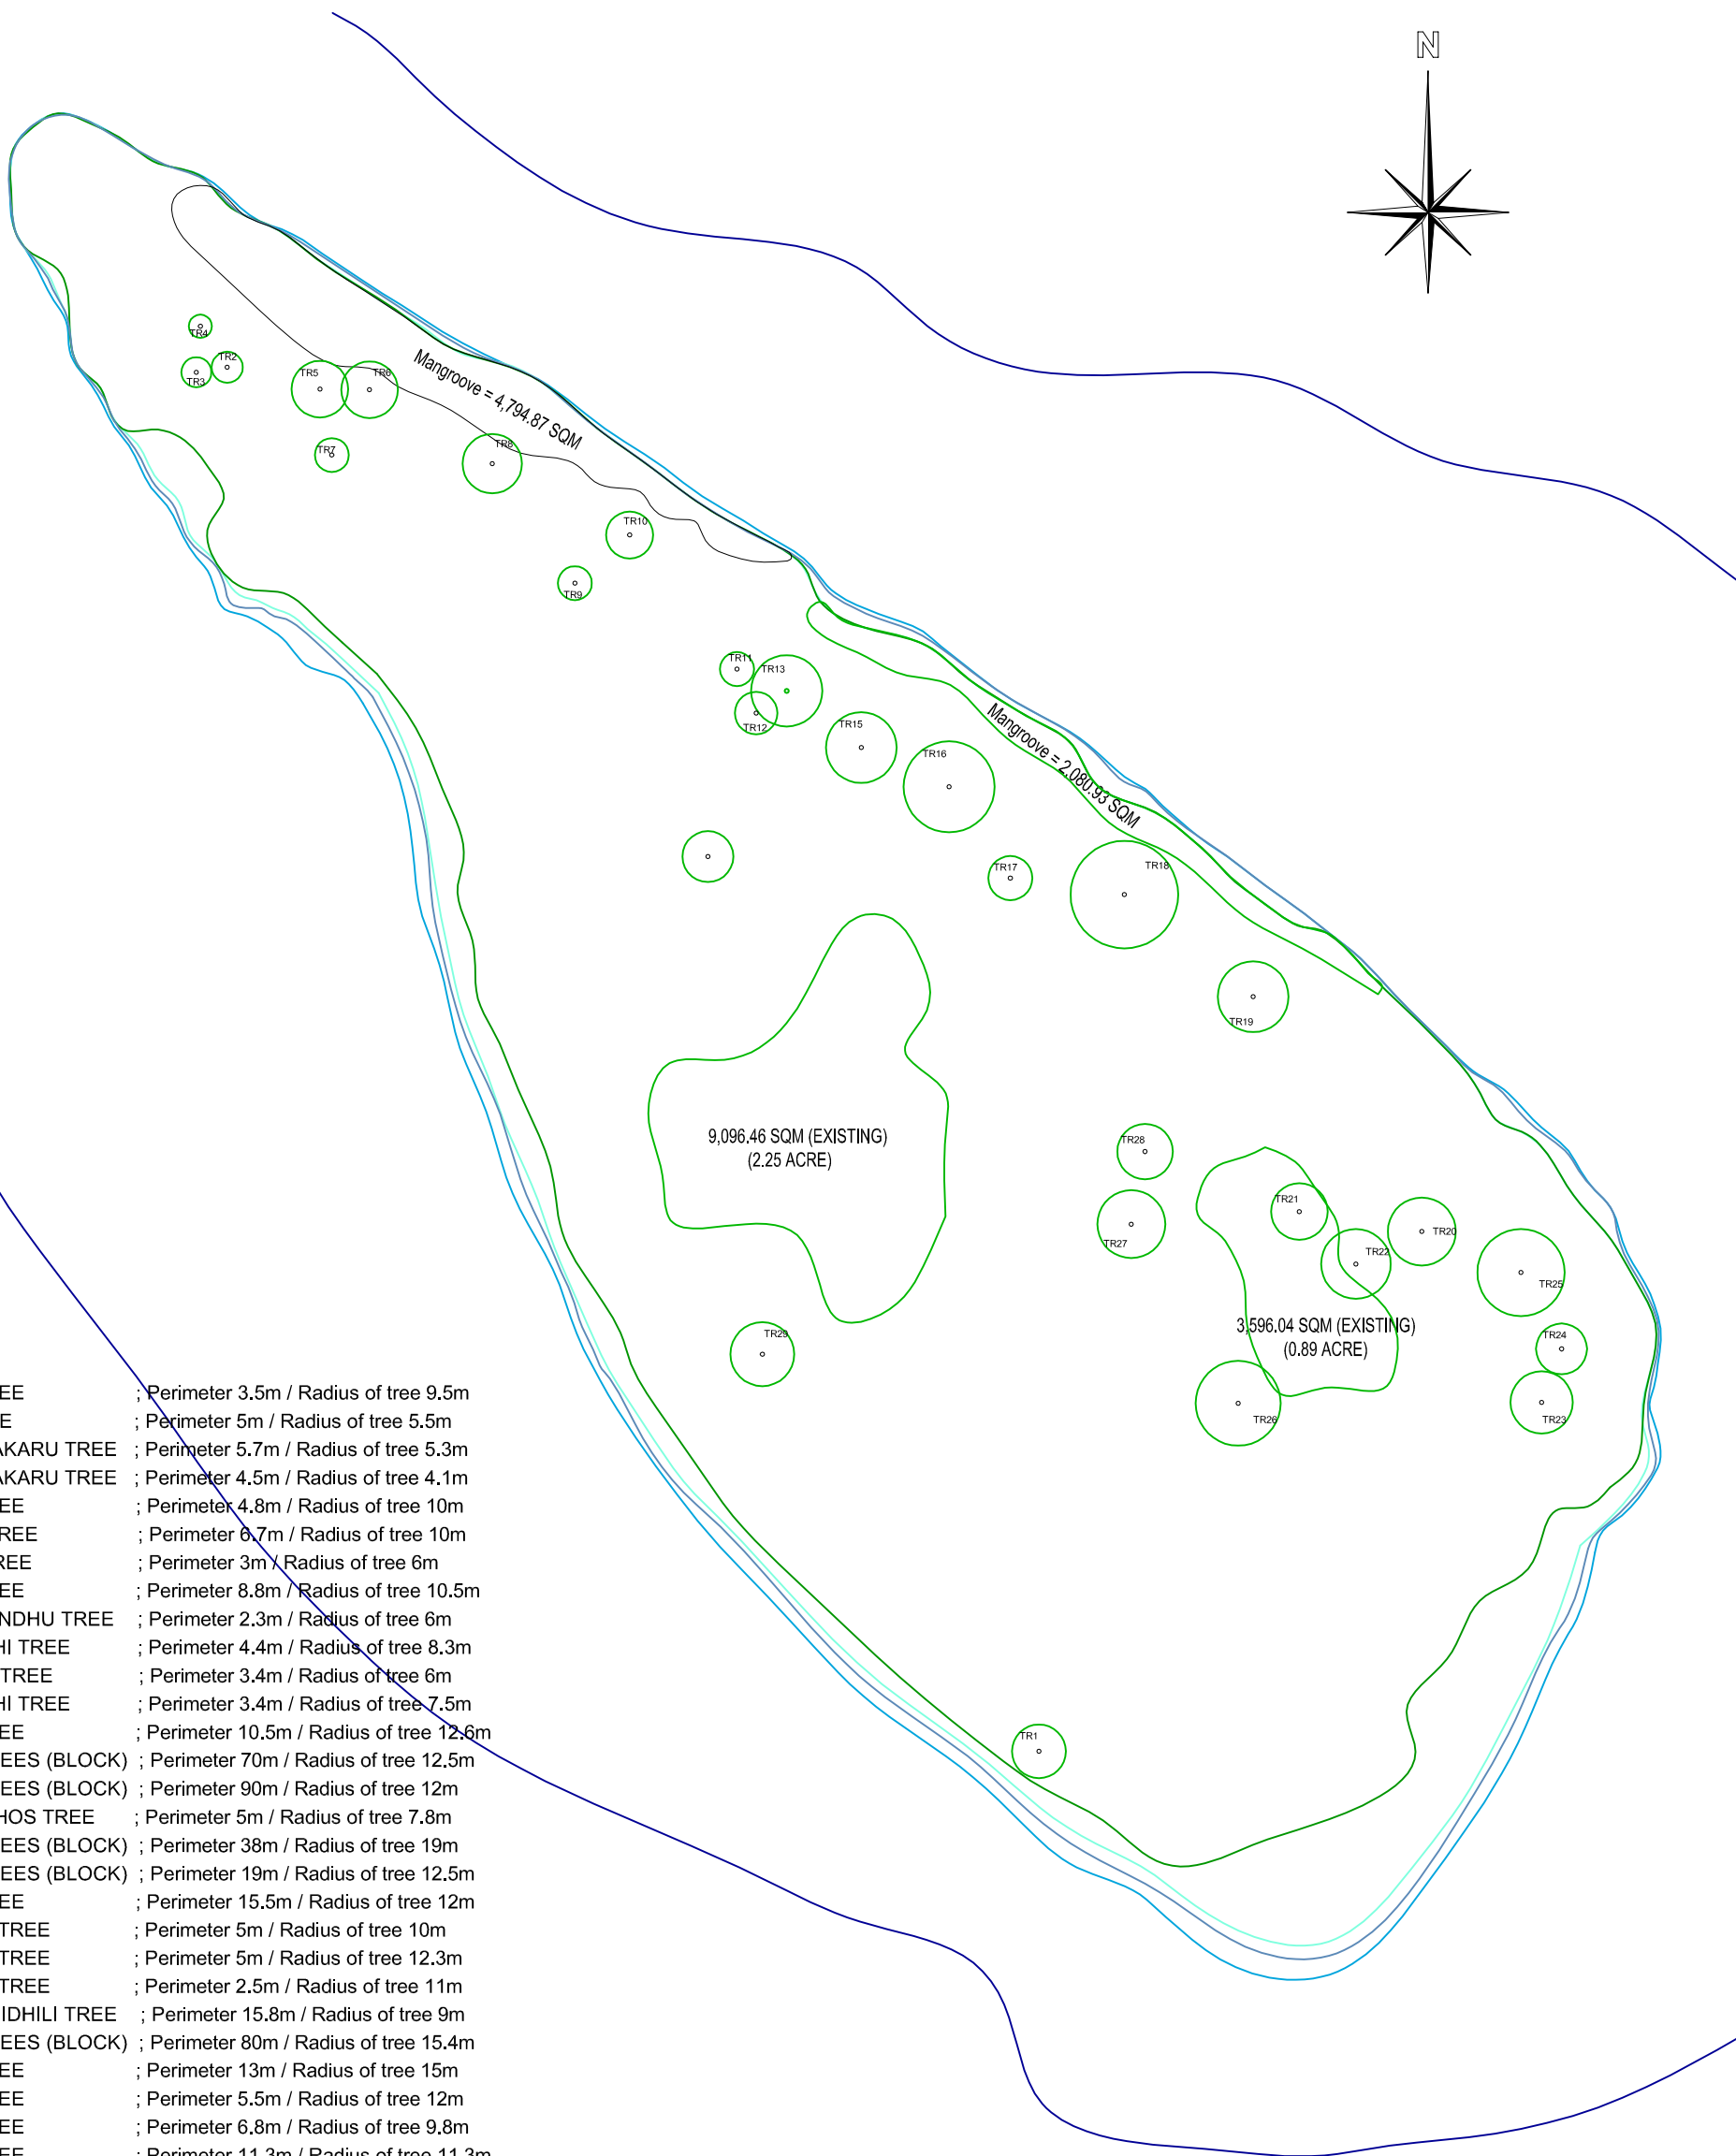 N
TR4
TR2
TR3
TR5
TR6
Mangroove = 4,794.87 SQM
TR7
TR8
TR10
TR9
TR11
TR13
TR12
TR15
TR16
Mangroove = 2,080.93 SQM
TR17
TR18
TR19
9,096.46 SQM (EXISTING)
(2.25 ACRE)
TR28
TR27
TR21
TR22
TR20
TR25
3,596.04 SQM (EXISTING)
(0.89 ACRE)
TR24
TR23
TR26
TR29
TR1
EE ; Perimeter 3.5m / Radius of tree 9.5m
E ; Perimeter 5m / Radius of tree 5.5m
AKARU TREE ; Perimeter 5.7m / Radius of tree 5.3m
AKARU TREE ; Perimeter 4.5m / Radius of tree 4.1m
EE ; Perimeter 4.8m / Radius of tree 10m
REE ; Perimeter 6.7m / Radius of tree 10m
REE ; Perimeter 3m / Radius of tree 6m
EE ; Perimeter 8.8m / Radius of tree 10.5m
NDHU TREE ; Perimeter 2.3m / Radius of tree 6m
HI TREE ; Perimeter 4.4m / Radius of tree 8.3m
TREE ; Perimeter 3.4m / Radius of tree 6m
HI TREE ; Perimeter 3.4m / Radius of tree 7.5m
EE ; Perimeter 10.5m / Radius of tree 12.6m
EES (BLOCK) ; Perimeter 70m / Radius of tree 12.5m
EES (BLOCK) ; Perimeter 90m / Radius of tree 12m
HOS TREE ; Perimeter 5m / Radius of tree 7.8m
EES (BLOCK) ; Perimeter 38m / Radius of tree 19m
EES (BLOCK) ; Perimeter 19m / Radius of tree 12.5m
EE ; Perimeter 15.5m / Radius of tree 12m
TREE ; Perimeter 5m / Radius of tree 10m
TREE ; Perimeter 5m / Radius of tree 12.3m
TREE ; Perimeter 2.5m / Radius of tree 11m
IDHILI TREE ; Perimeter 15.8m / Radius of tree 9m
EES (BLOCK) ; Perimeter 80m / Radius of tree 15.4m
EE ; Perimeter 13m / Radius of tree 15m
EE ; Perimeter 5.5m / Radius of tree 12m
EE ; Perimeter 6.8m / Radius of tree 9.8m
EE ; Perimeter 11.3m / Radius of tree 11.3m